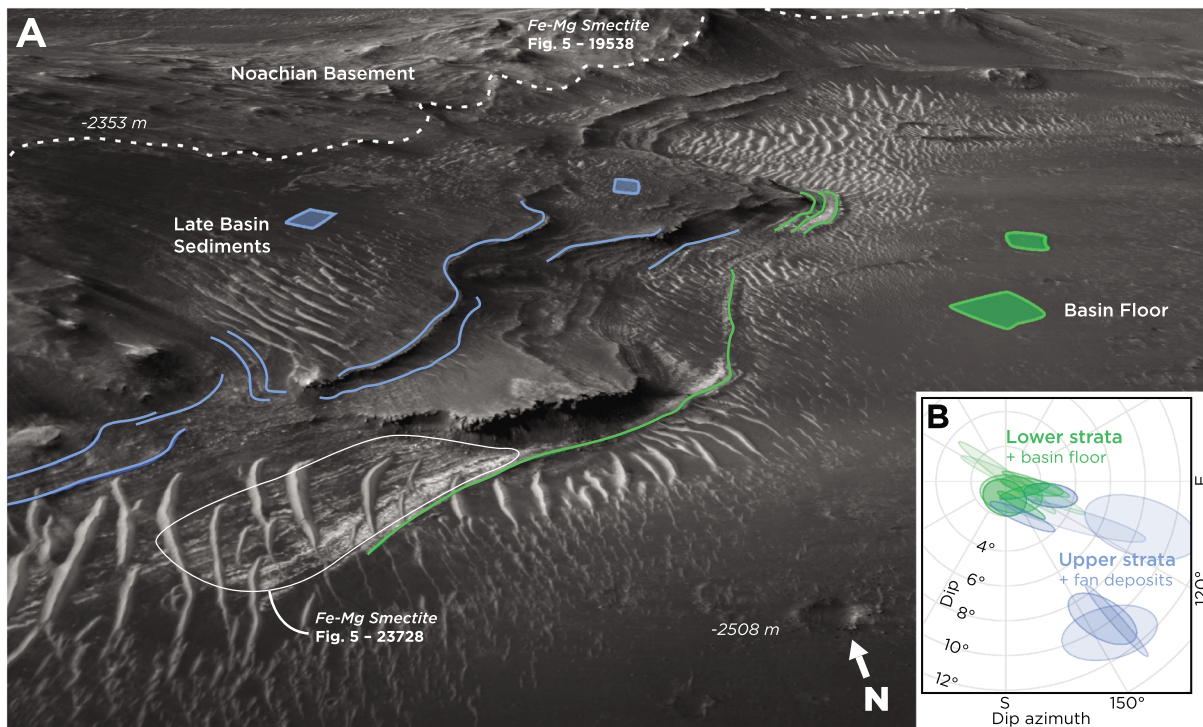 A
Fe-Mg Smectite
Fig. 5 – 19538
Noachian Basement
-2353 m
Late Basin
Sediments
Basin Floor
Fe-Mg Smectite
Fig. 5 – 23728
-2508 m
N
B
Lower strata
+ basin floor
E
4°
Upper strata
+ fan deposits
Dip
6°
8°
10°
12°
120°
S
150°
Dip azimuth